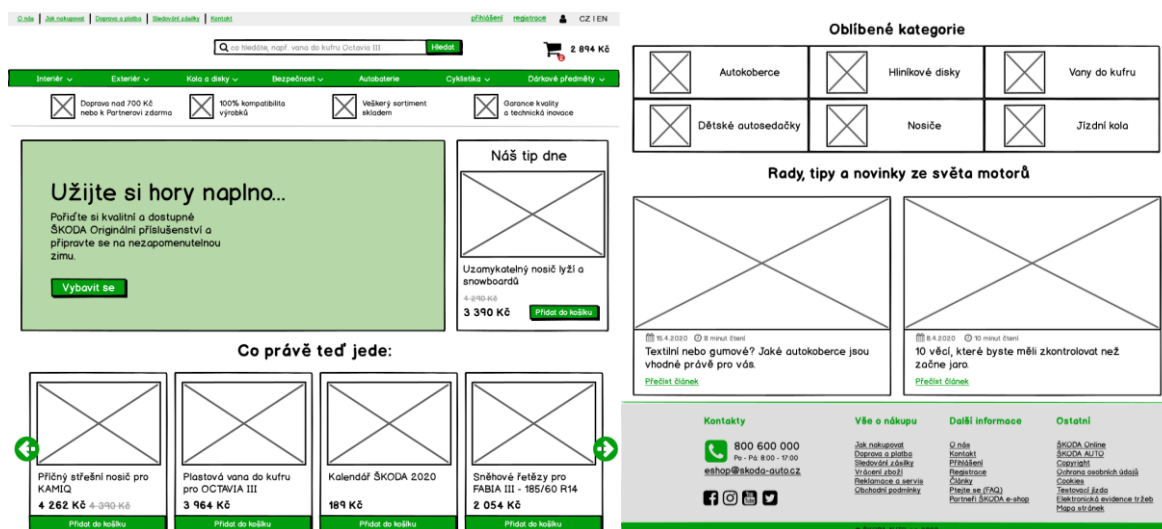 O nás
Jak nakupovat
Doprava a platba
Sledování zásilky
Kontakt
přihlášení
registrace
CZ | EN
co hledáte, např. vana do kufru Octavia III
Hledat
2
2 894 Kč
Interiér
Exteriér
Kola a disky
Bezpečnost
Autobaterie
Cyklistika
Dárkové předměty
Doprava nad 700 Kč
nebo k Partnerovi zdarma
100% kompatibilita
výrobků
Veškerý sortiment
skladem
Garance kvality
a technická inovace
Užijte si hory naplno...
Pořiďte si kvalitní a dostupné
ŠKODA Originální příslušenství a
připravte se na nezapomenutelnou
zimu.
Vybavit se
Náš tip dne
Uzamykatelný nosič lyží a
snowboardů
4 290 Kč
3 390 Kč
Přidat do košíku
Co právě teď jede:
Příčný střešní nosič pro
KAMIQ
4 262 Kč 4 390 Kč
Přidat do košíku
Plastová vana do kufru
pro OCTAVIA III
3 964 Kč
Přidat do košíku
Kalendář ŠKODA 2020
189 Kč
Přidat do košíku
Sněhové řetězy pro
FABIA III - 185/60 R14
2 054 Kč
Přidat do košíku
Oblíbené kategorie
Autokoberce
Hliníkové disky
Vany do kufru
Dětské autosedačky
Nosiče
Jízdní kola
Rady, tipy a novinky ze světa motorů
15.4.2020 8 minut čtení
Textilní nebo gumové? Jaké autokoberce jsou
vhodné právě pro vás.
Přečíst článek
8.4.2020 10 minut čtení
10 věcí, které byste měli zkontrolovat než
začne jaro.
Přečíst článek
Kontakty
800 600 000
Po - Pá: 8:00 - 17:00
eshop@skoda-auto.cz
Vše o nákupu
Jak nakupovat
Doprava a platba
Sledování zásilky
Vrácení zboží
Reklamace a servis
Obchodní podmínky
Další informace
O nás
Kontakt
Přihlášení
Registrace
Články
Ptejte se (FAQ)
Partneři ŠKODA e-shop
Ostatní
ŠKODA Online
ŠKODA AUTO
Copyright
Ochrana osobních údajů
Cookies
Testovací jízda
Elektronická evidence tržeb
Mapa stránek